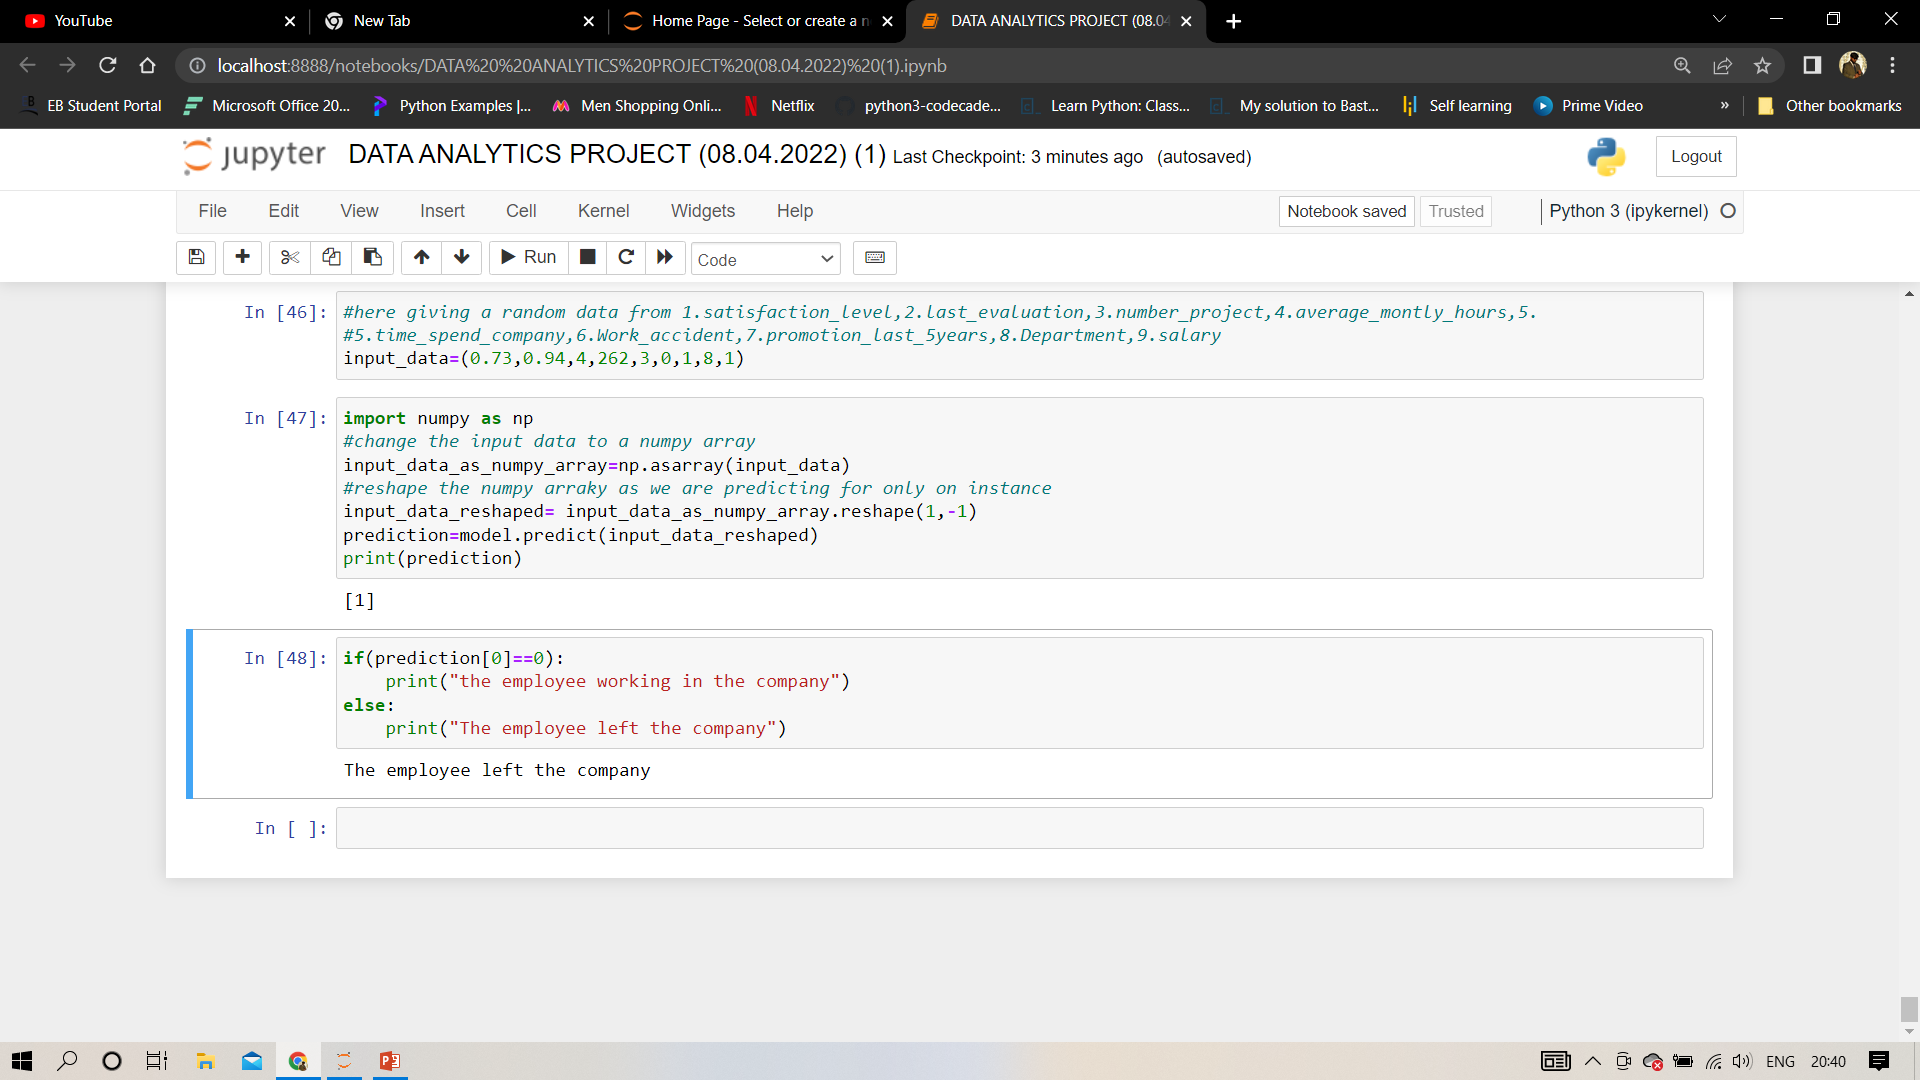 YouTube
New Tab
Home Page - Select or create a n
DATA ANALYTICS PROJECT (08.04
localhost:8888/notebooks/DATA%20%20ANALYTICS%20PROJECT%20(08.04.2022)%20(1).ipynb
EB Student Portal
Microsoft Office 20...
Python Examples |...
Men Shopping Onli...
Netflix
python3-codecade...
Learn Python: Class...
My solution to Bast...
Self learning
Prime Video
»
Other bookmarks
jupyter DATA ANALYTICS PROJECT (08.04.2022) (1) Last Checkpoint: 3 minutes ago (autosaved)
Logout
File Edit View Insert Cell Kernel Widgets Help
Notebook saved Trusted Python 3 (ipykernel)
Run Code
In [46]: #here giving a random data from 1.satisfaction_level,2.last_evaluation,3.number_project,4.average_montly_hours,5.
#5.time_spend_company,6.Work_accident,7.promotion_last_5years,8.Department,9.salary
input_data=(0.73,0.94,4,262,3,0,1,8,1)
In [47]: import numpy as np
#change the input data to a numpy array
input_data_as_numpy_array=np.asarray(input_data)
#reshape the numpy arraky as we are predicting for only on instance
input_data_reshaped= input_data_as_numpy_array.reshape(1,-1)
prediction=model.predict(input_data_reshaped)
print(prediction)
[1]
In [48]: if(prediction[0]==0):
print("the employee working in the company")
else:
print("The employee left the company")
The employee left the company
In [ ]:
ENG 20:40